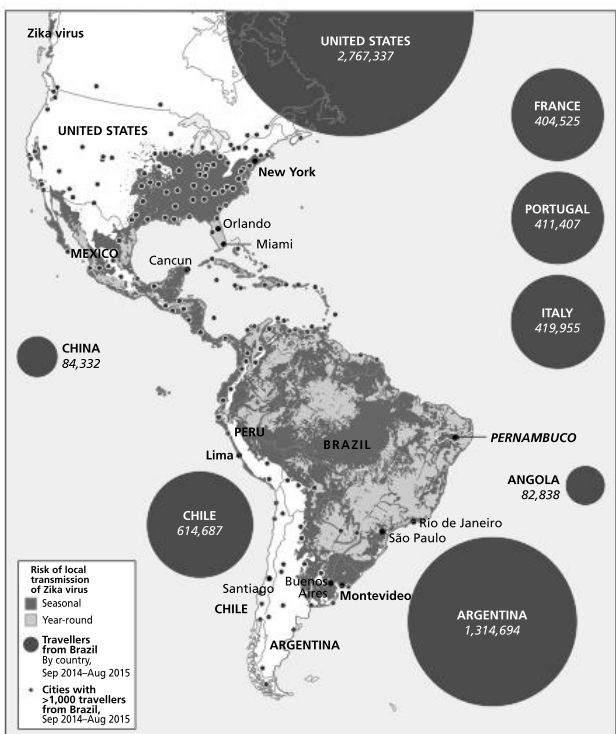 Zika virus
UNITED STATES
2,767,337
FRANCE
404,525
UNITED STATES
New York
PORTUGAL
411,407
Orlando
Miami
MEXICO
Cancun
ITALY
419,955
CHINA
84,332
PERU
BRAZIL
PERNAMBUCO
Lima
ANGOLA
82,838
CHILE
614,687
Rio de Janeiro
São Paulo
Risk of local
transmission
of Zika virus
Seasonal
Year-round
Travellers
from Brazil
By country,
Sep 2014–Aug 2015
Cities with
>1,000 travellers
from Brazil,
Sep 2014–Aug 2015
Santiago
Buenos
Aires
Montevideo
CHILE
ARGENTINA
ARGENTINA
1,314,694